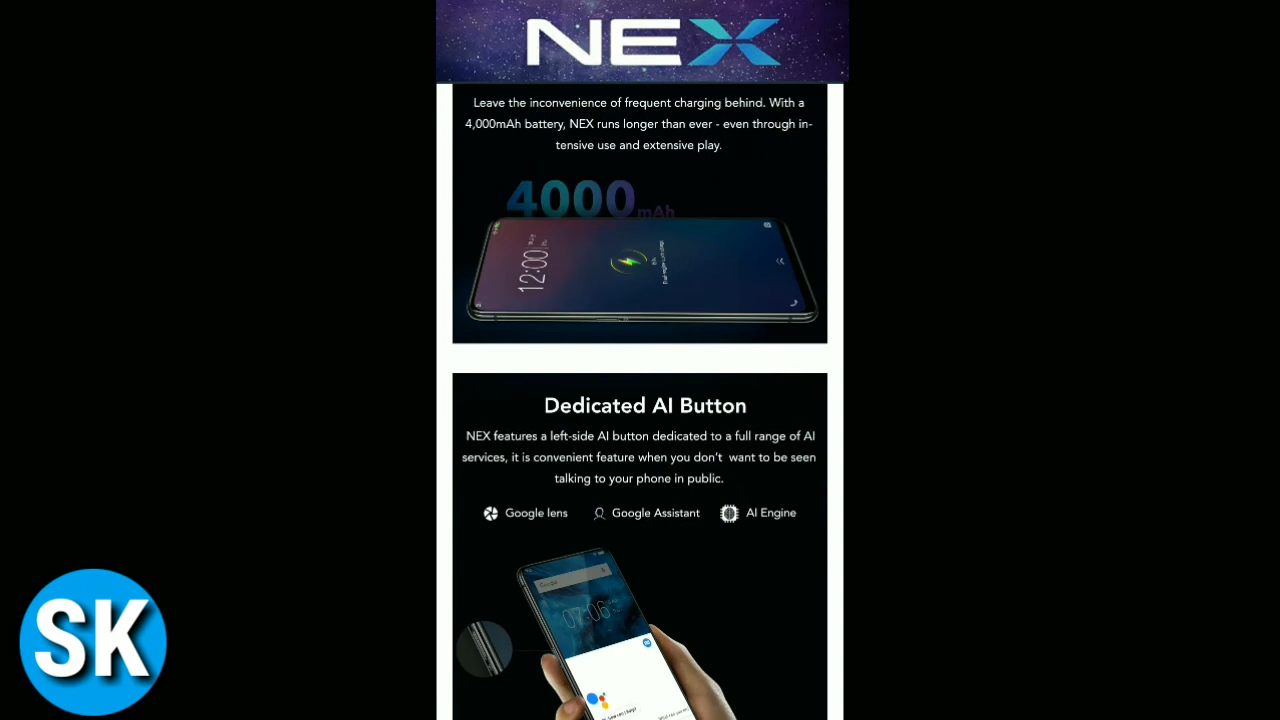 NEX
Leave the inconvenience of frequent charging behind. With a
4,000mAh battery, NEX runs longer than ever - even through in-
tensive use and extensive play.
4000mAh
12:00
Dedicated AI Button
NEX features a left-side AI button dedicated to a full range of AI
services, it is convenient feature when you don't want to be seen
talking to your phone in public.
Google lens Google Assistant AI Engine
Google
07:06
SK